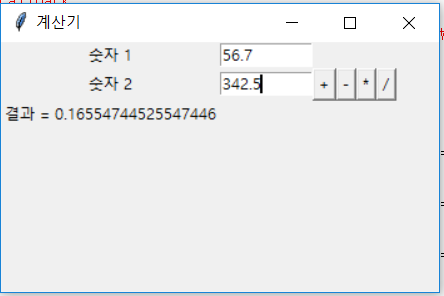 계산기
숫자 1 56.7
숫자 2 342.5 + - * /
결과 = 0.16554744525547446